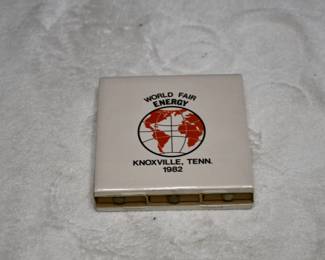 WORLD FAIR
ENERGY
KNOXVILLE, TENN.
1982